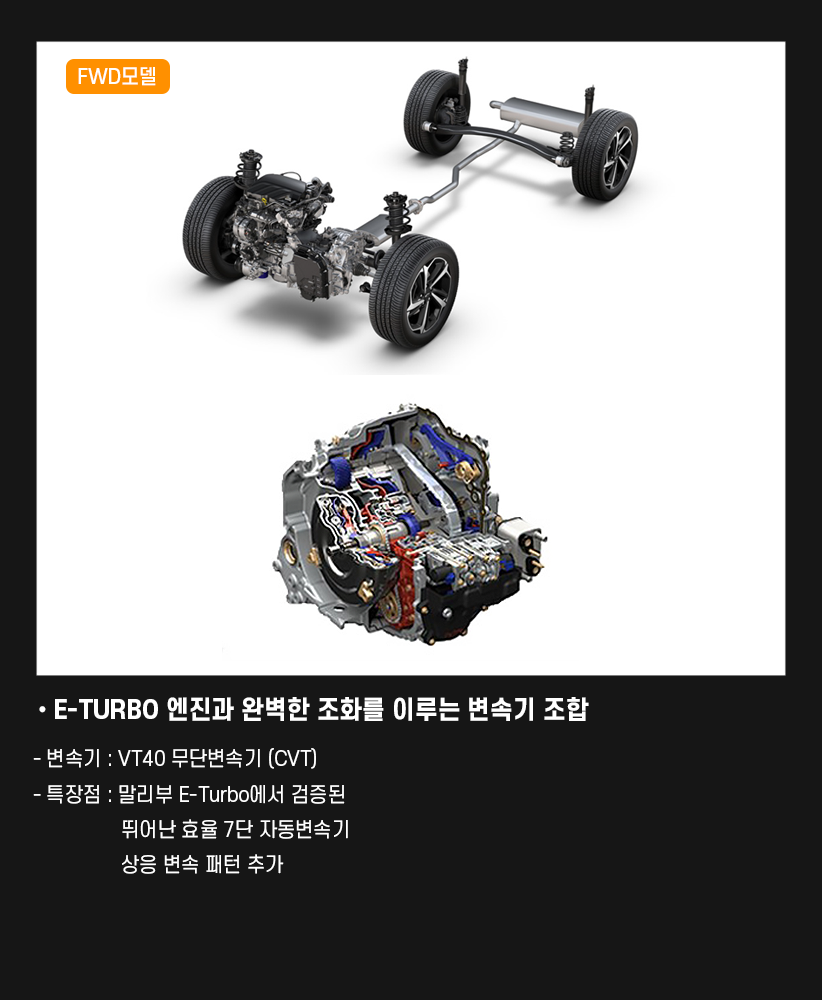 FWD모델
• E-TURBO 엔진과 완벽한 조화를 이루는 변속기 조합
- 변속기 : VT40 무단변속기 (CVT)
- 특장점 : 말리부 E-Turbo에서 검증된
뛰어난 효율 7단 자동변속기
상응 변속 패턴 추가